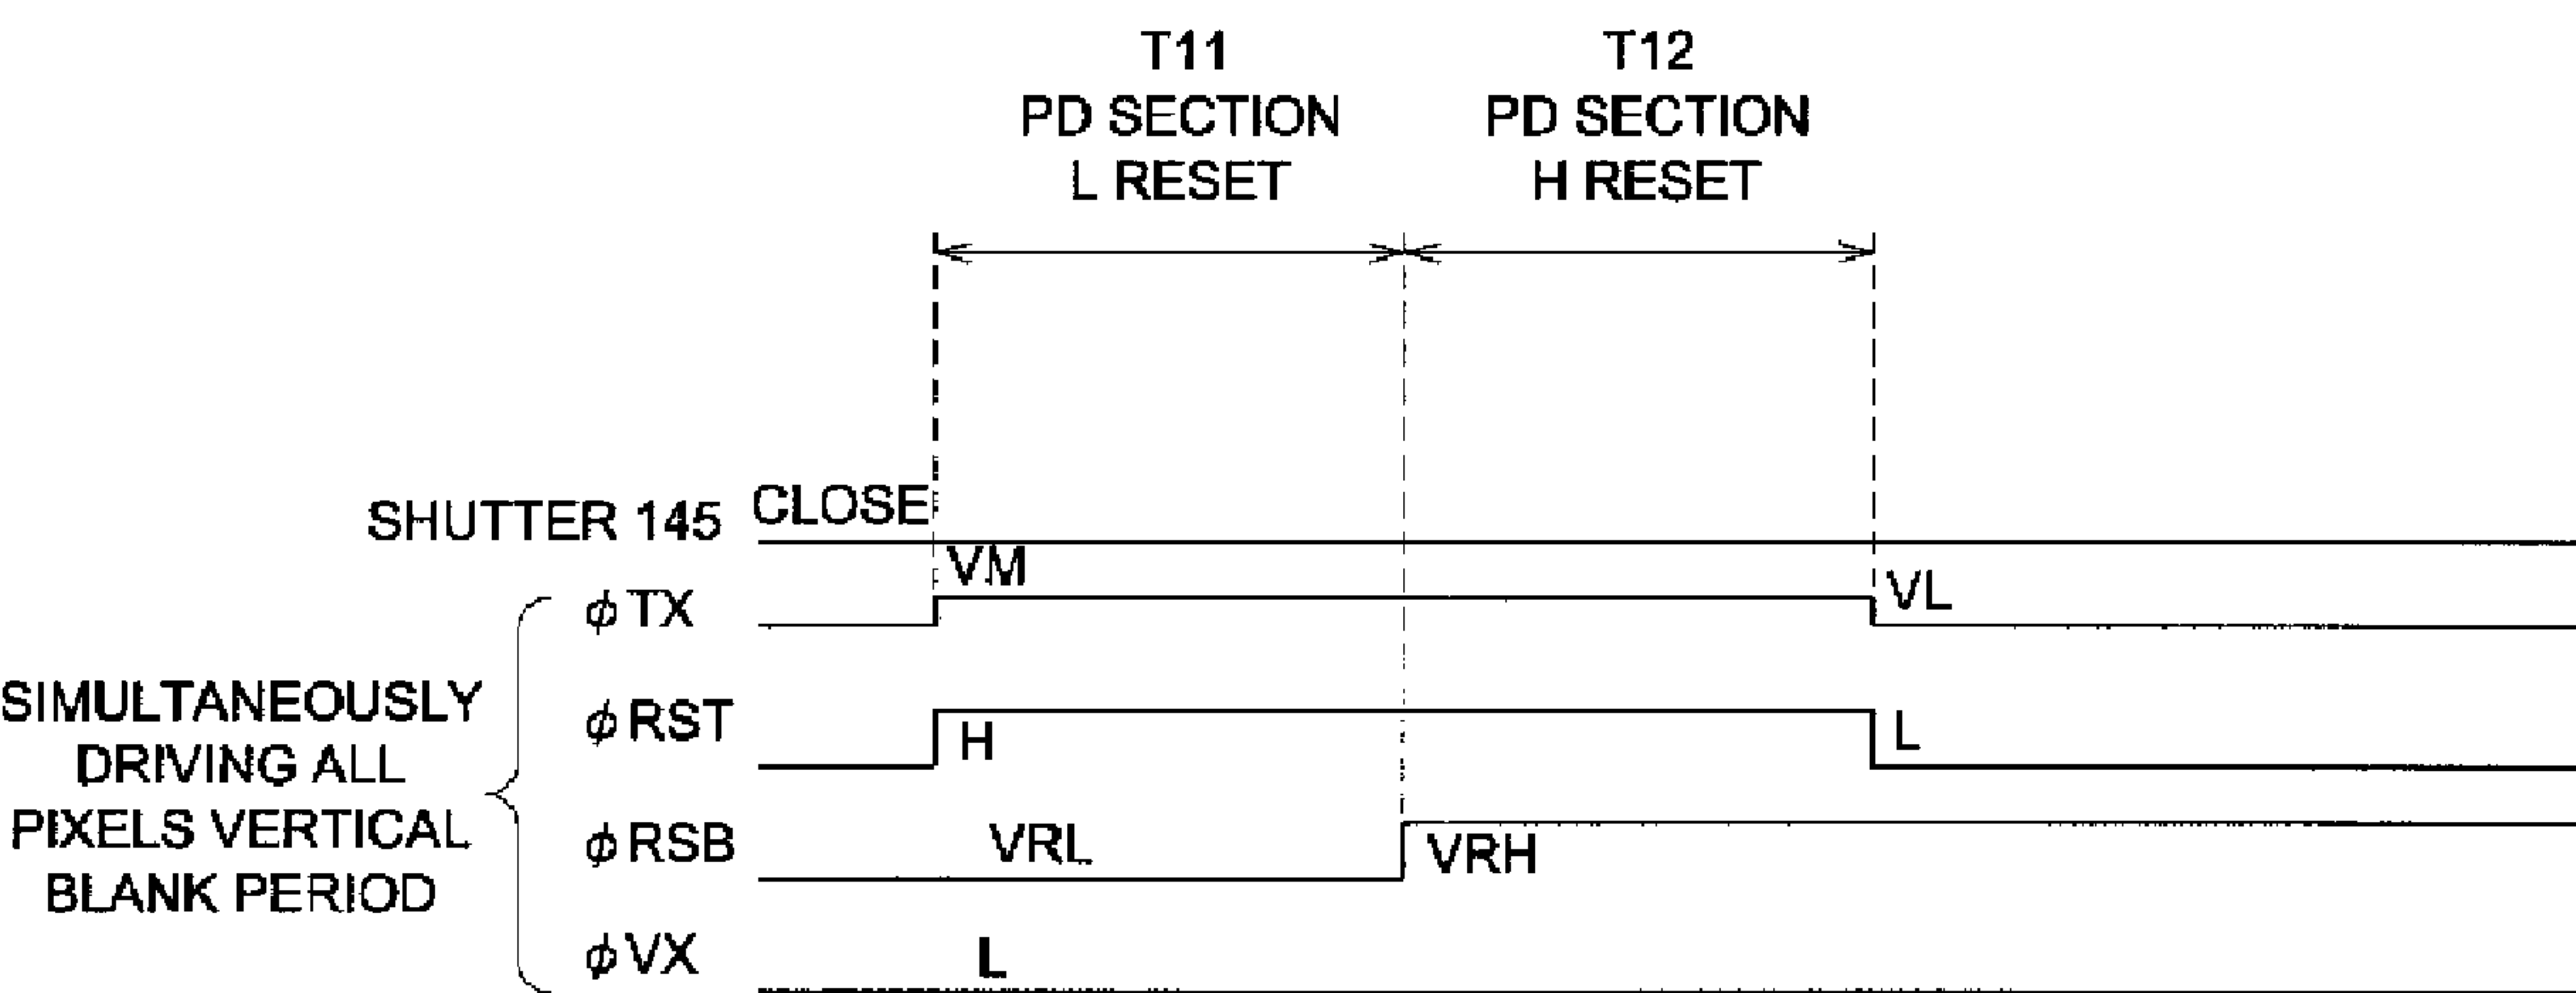 T11
PD SECTION
L RESET
T12
PD SECTION
H RESET
SHUTTER 145
CLOSE
SIMULTANEOUSLY
DRIVING ALL
PIXELS VERTICAL
BLANK PERIOD
ϕTX
VM
VL
ϕRST
H
L
ϕRSB
VRL
VRH
ϕVX
L